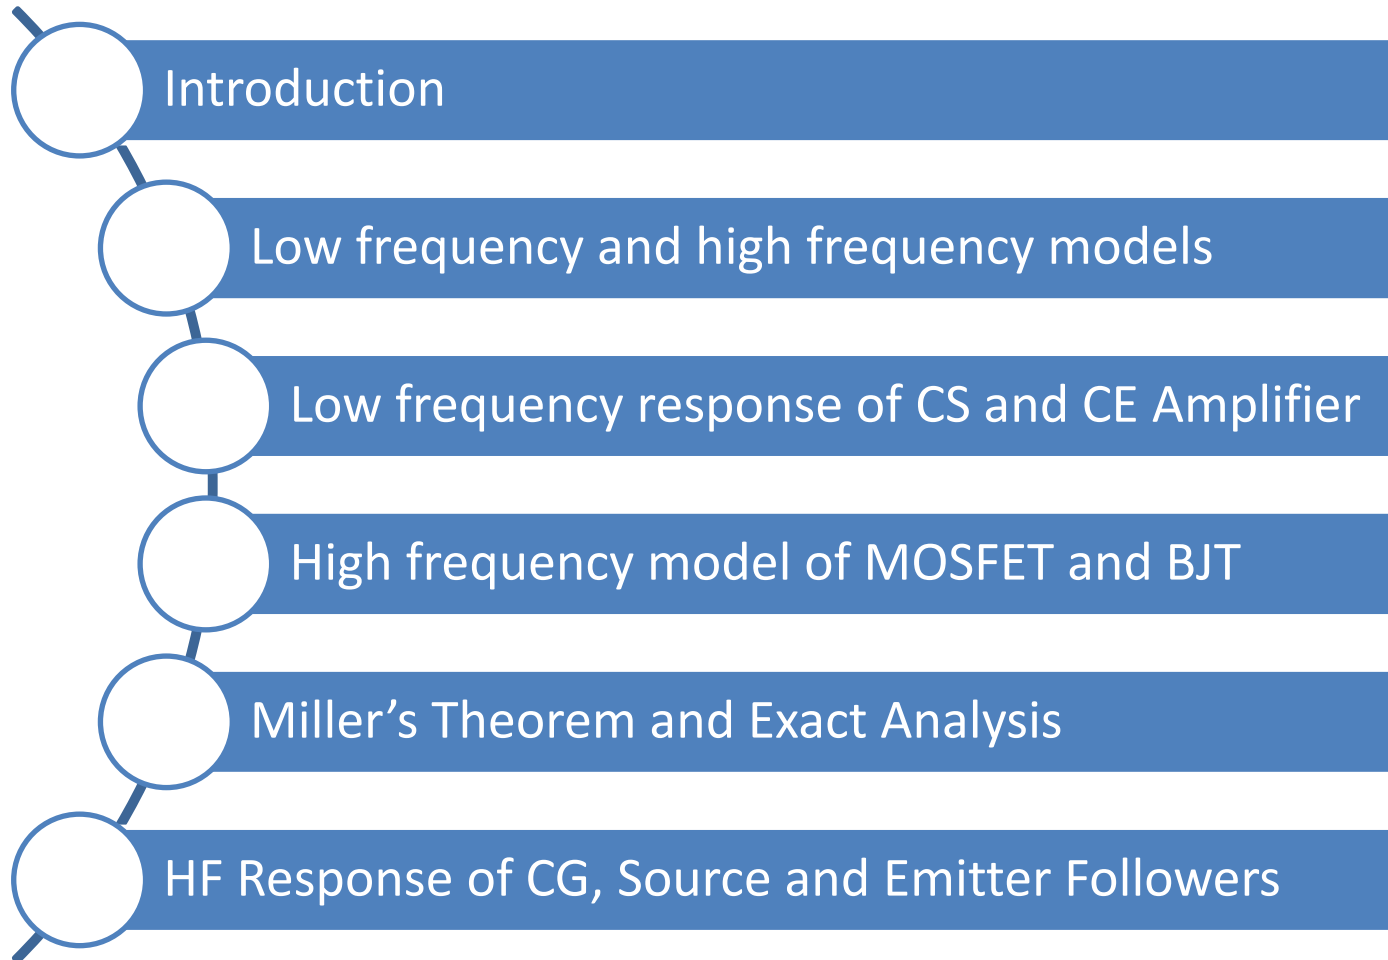 Introduction
Low frequency and high frequency models
Low frequency response of CS and CE Amplifier
High frequency model of MOSFET and BJT
Miller’s Theorem and Exact Analysis
HF Response of CG, Source and Emitter Followers